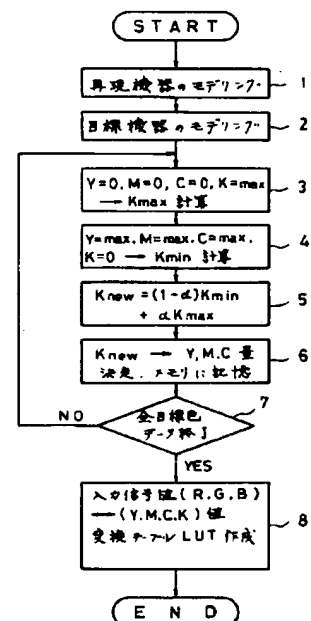 START
再現機器のモデリング 1
目標機器のモデリング 2
Y=0, M=0, C=0, K=max
→ Kmax 計算 3
Y=max, M=max, C=max,
K=0 → Kmin 計算 4
Knew =(1-α)Kmin
+ αKmax 5
Knew → Y,M,C 量
決定、メモリに記憶 6
全目標色
データ終了 7
NO
YES
入力信号値(R,G,B)
→(Y,M,C,K)値
変換テーブル LUT 作成 8
END